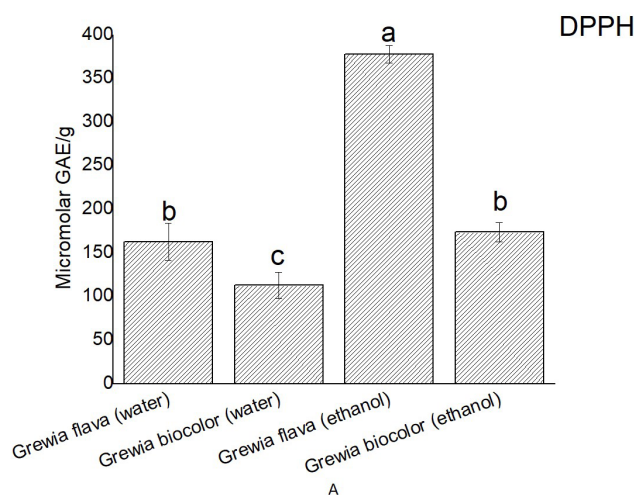 DPPH
Micromolar GAE/g
400
350
300
250
200
150
100
50
0
b
c
a
b
Grewia flava (water)
Grewia biocolor (water)
Grewia flava (ethanol)
Grewia biocolor (ethanol)
A